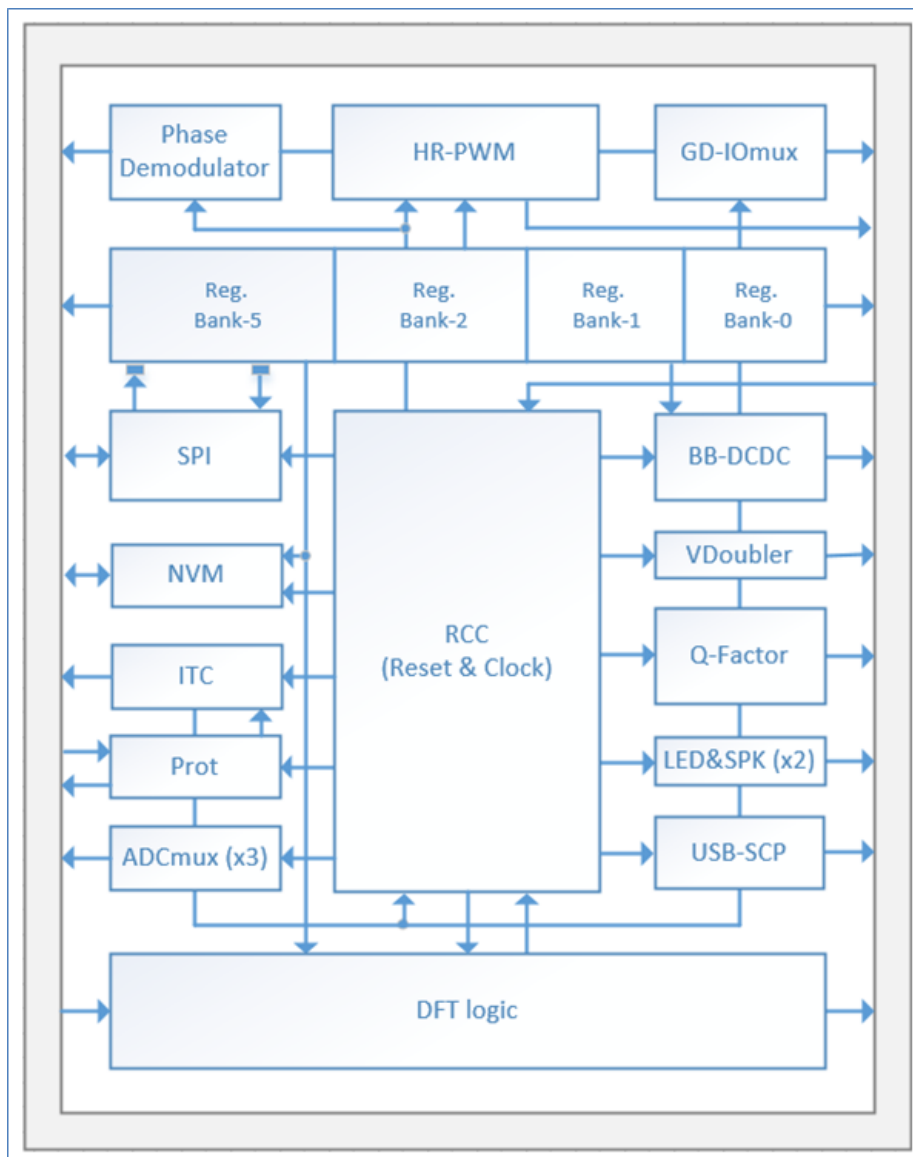 Phase
Demodulator
HR-PWM
GD-IOmux
Reg.
Bank-5
Reg.
Bank-2
Reg.
Bank-1
Reg.
Bank-0
SPI
BB-DCDC
NVM
VDoubler
RCC
(Reset & Clock)
ITC
Q-Factor
Prot
LED&SPK (x2)
ADCmux (x3)
USB-SCP
DFT logic